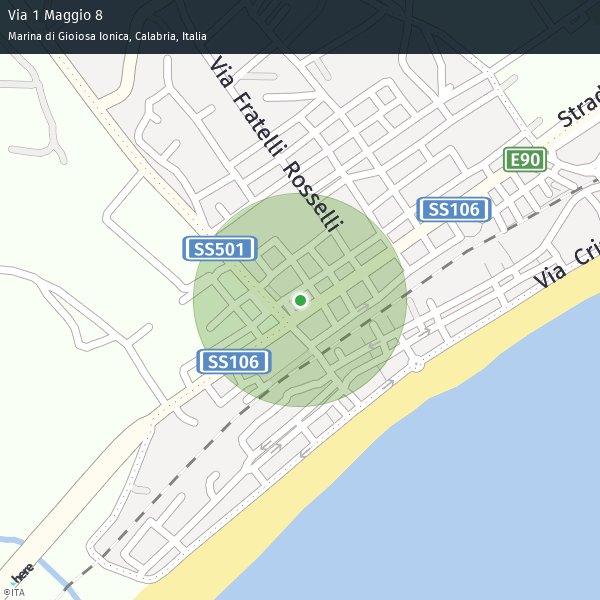 Via 1 Maggio 8
Marina di Gioiosa Ionica, Calabria, Italia
Via Fratelli Rosselli
Strad
E90
SS106
SS501
Via Cri
SS106
here
©ITA